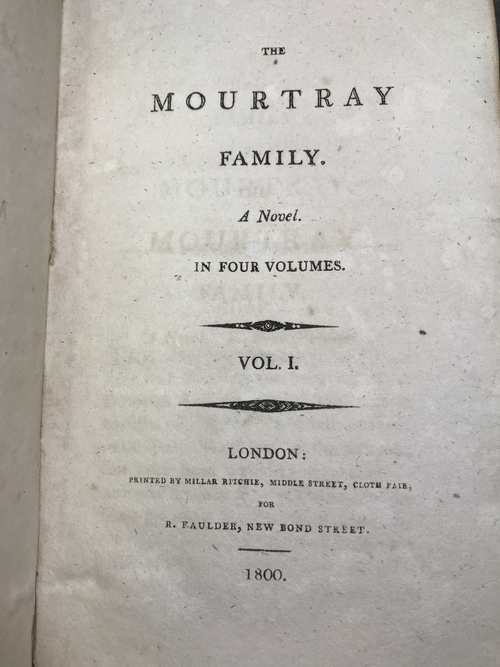 THE
MOURTRAY
FAMILY.
A Novel.
IN FOUR VOLUMES.
VOL. I.
LONDON:
PRINTED BY MILLAR RITCHIE, MIDDLE STREET, CLOTH FAIR,
FOR
R. FAULDER, NEW BOND STREET.
1800.